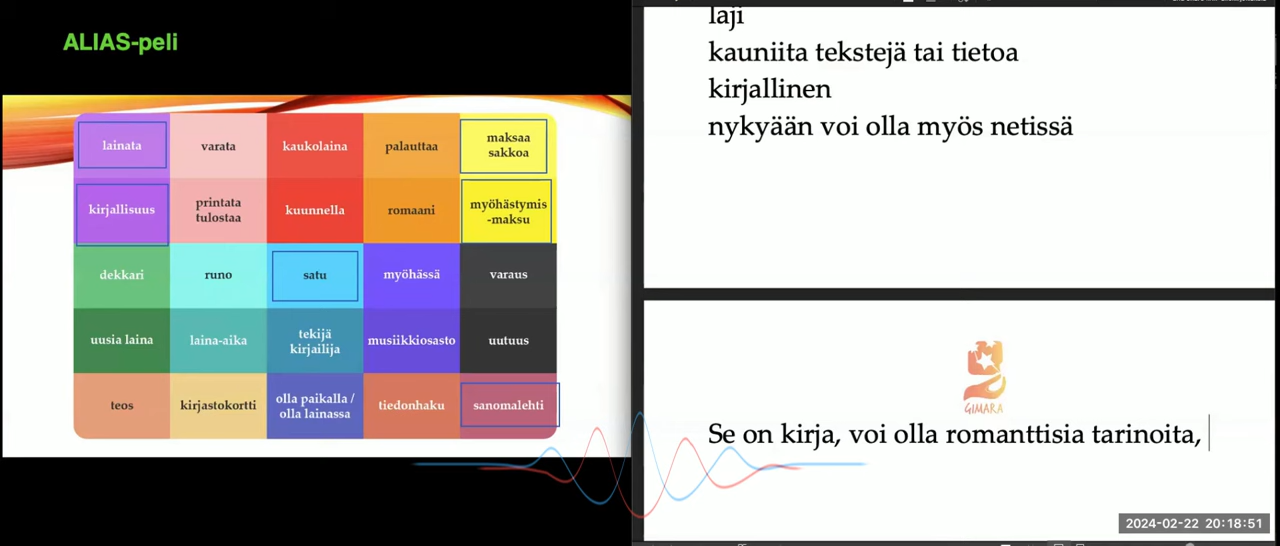 ALIAS-peli
lainata
varata
kaukolaina
palauttaa
maksaa
sakkoa
kirjallisuus
printata
tulostaa
kuunnella
romaani
myöhästymis
-maksu
dekkari
runo
satu
myöhässä
varaus
uusia laina
laina-aika
tekijä
kirjailija
musiikkiosasto
uutuus
teos
kirjastokortti
olla paikalla /
olla lainassa
tiedonhaku
sanomalehti
laji
kauniita tekstejä tai tietoa
kirjallinen
nykyään voi olla myös netissä
GIMARA
Se on kirja, voi olla romanttisia tarinoita,
2024-02-22 20:18:51